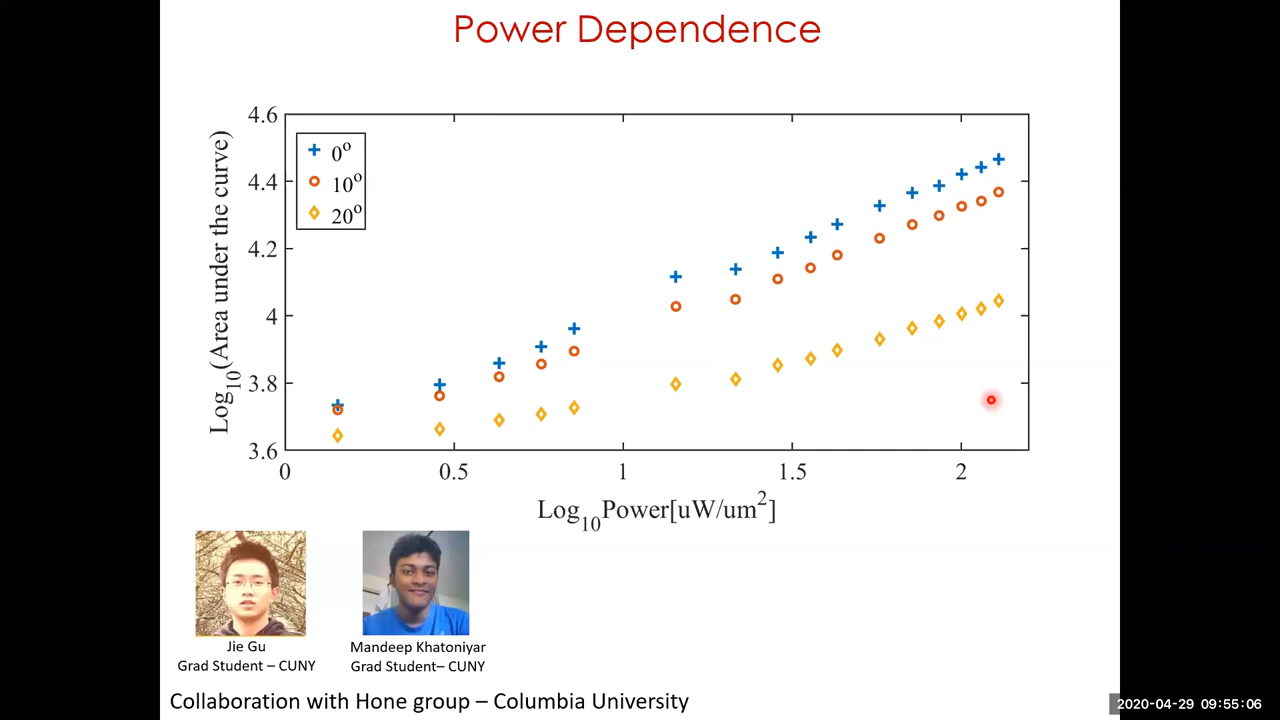 Power Dependence
4.6
4.4
4.2
4
3.8
3.6
Log10(Area under the curve)
0°
10°
20°
0 0.5 1 1.5 2
Log10Power[uW/um2]
Jie Gu
Grad Student – CUNY
Mandeep Khatoniyar
Grad Student– CUNY
Collaboration with Hone group – Columbia University
2020-04-29 09:55:06